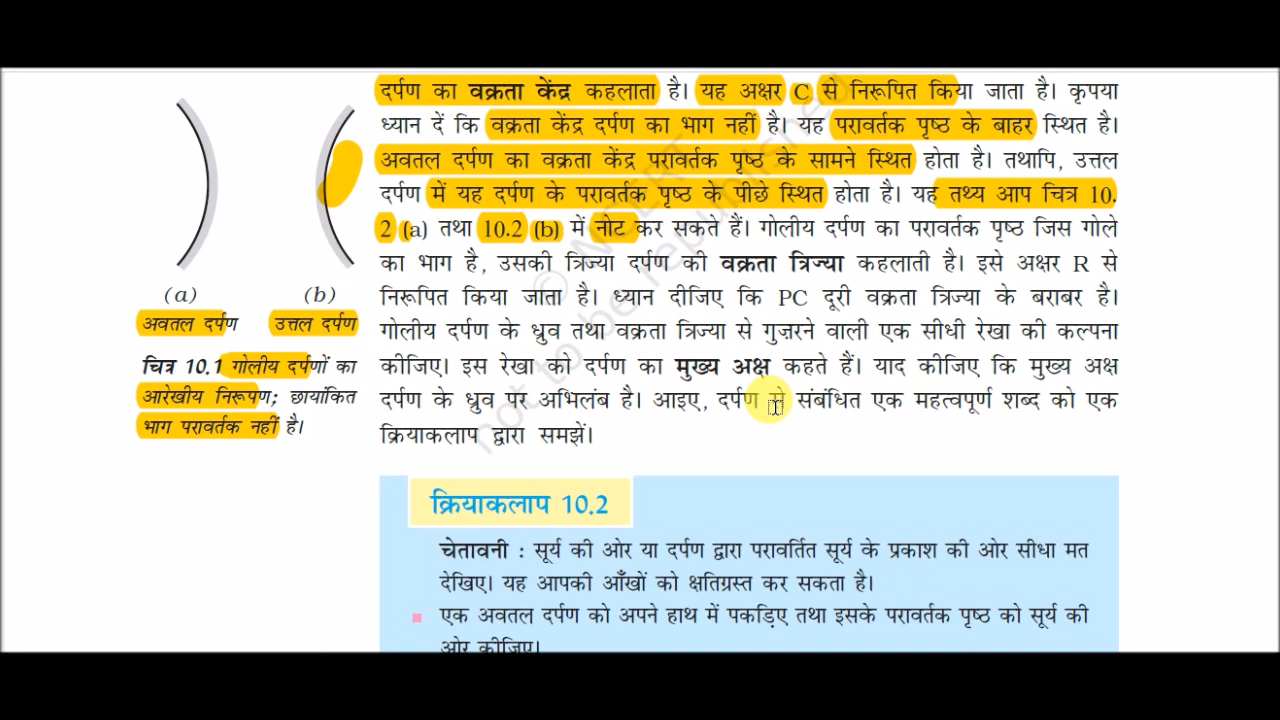 दर्पण का वक्रता केंद्र कहलाता है। यह अक्षर C से निरूपित किया जाता है। कृपया
ध्यान दें कि वक्रता केंद्र दर्पण का भाग नहीं है। यह परावर्तक पृष्ठ के बाहर स्थित है।
अवतल दर्पण का वक्रता केंद्र परावर्तक पृष्ठ के सामने स्थित होता है। तथापि, उत्तल
दर्पण में यह दर्पण के परावर्तक पृष्ठ के पीछे स्थित होता है। यह तथ्य आप चित्र 10.
2 (a) तथा 10.2 (b) में नोट कर सकते हैं। गोलीय दर्पण का परावर्तक पृष्ठ जिस गोले
का भाग है, उसकी त्रिज्या दर्पण की वक्रता त्रिज्या कहलाती है। इसे अक्षर R से
निरूपित किया जाता है। ध्यान दीजिए कि PC दूरी वक्रता त्रिज्या के बराबर है।
गोलीय दर्पण के ध्रुव तथा वक्रता त्रिज्या से गुज़रने वाली एक सीधी रेखा की कल्पना
कीजिए। इस रेखा को दर्पण का मुख्य अक्ष कहते हैं। याद कीजिए कि मुख्य अक्ष
दर्पण के ध्रुव पर अभिलंब है। आइए, दर्पण से संबंधित एक महत्वपूर्ण शब्द को एक
क्रियाकलाप द्वारा समझें।
(a) (b)
अवतल दर्पण उत्तल दर्पण
चित्र 10.1 गोलीय दर्पणों का
आरेखीय निरूपण; छायांकित
भाग परावर्तक नहीं है।
क्रियाकलाप 10.2
चेतावनी : सूर्य की ओर या दर्पण द्वारा परावर्तित सूर्य के प्रकाश की ओर सीधा मत
देखिए। यह आपकी आँखों को क्षतिग्रस्त कर सकता है।
एक अवतल दर्पण को अपने हाथ में पकड़िए तथा इसके परावर्तक पृष्ठ को सूर्य की
ओर कीजिए।
© NCERT
not to be republished